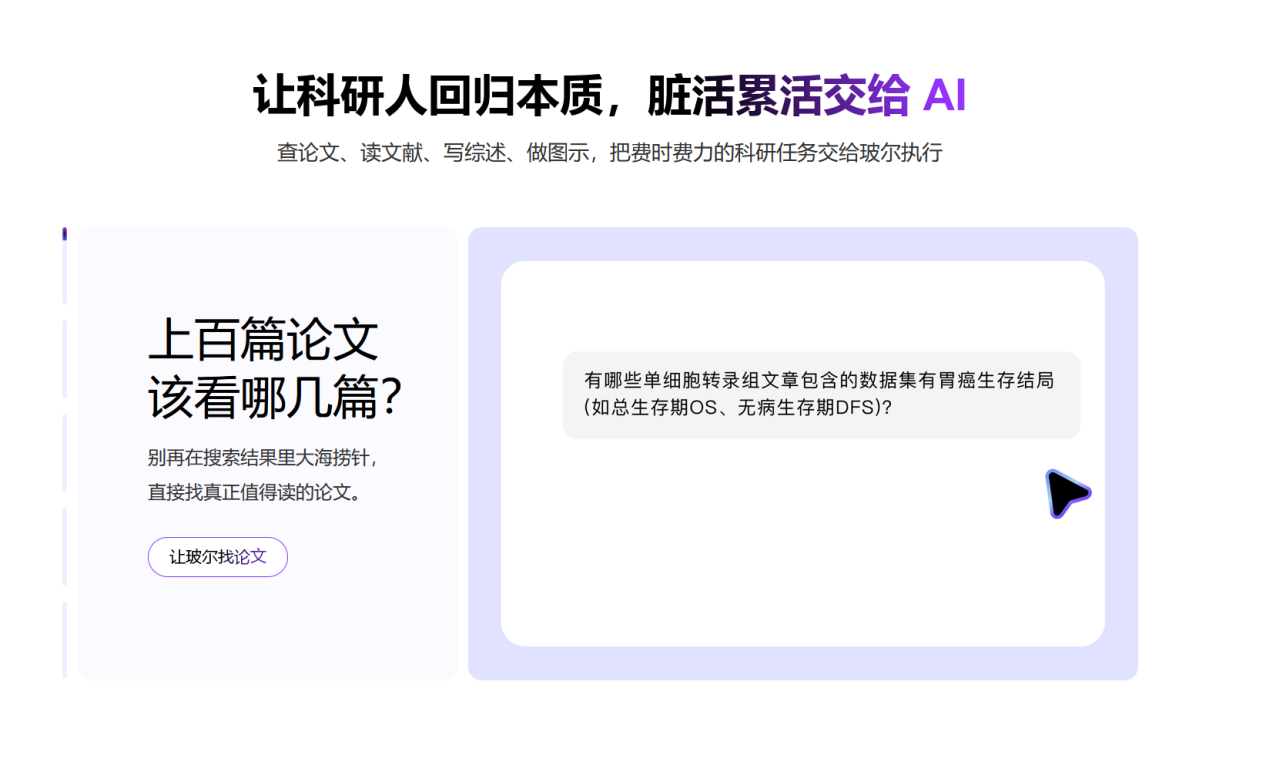 让科研人回归本质，脏活累活交给 AI
查论文、读文献、写综述、做图示，把费时费力的科研任务交给玻尔执行
上百篇论文
该看哪几篇？
别再在搜索结果里大海捞针，
直接找真正值得读的论文。
让玻尔找论文
有哪些单细胞转录组文章包含的数据集有胃癌生存结局
(如总生存期OS、无病生存期DFS)?